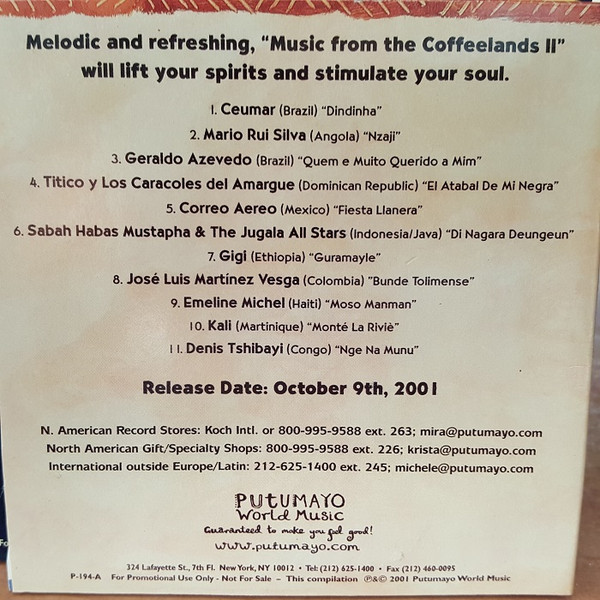 Melodic and refreshing, "Music from the Coffeelands II"
will lift your spirits and stimulate your soul.
1. Ceumar (Brazil) "Dindinha"
2. Mario Rui Silva (Angola) "Nzaji"
3. Geraldo Azevedo (Brazil) "Quem e Muito Querido a Mim"
4. Titico y Los Caracoles del Amargue (Dominican Republic) "El Atabal De Mi Negra"
5. Correo Aereo (Mexico) "Fiesta Llanera"
6. Sabah Habas Mustapha & The Jugala All Stars (Indonesia/Java) "Di Nagara Deungeun"
7. Gigi (Ethiopia) "Guramayle"
8. José Luis Martínez Vesga (Colombia) "Bunde Tolimense"
9. Emeline Michel (Haiti) "Moso Manman"
10. Kali (Martinique) "Monté La Riviè"
11. Denis Tshibayi (Congo) "Nge Na Munu"
Release Date: October 9th, 2001
N. American Record Stores: Koch Intl. or 800-995-9588 ext. 263; mira@putumayo.com
North American Gift/Specialty Shops: 800-995-9588 ext. 226; krista@putumayo.com
International outside Europe/Latin: 212-625-1400 ext. 245; michele@putumayo.com
PUTUMAYO
World Music
Guaranteed to make you feel good!
www.putumayo.com
324 Lafayette St., 7th Fl. New York, NY 10012 • Tel: (212) 625-1400 • Fax (212) 460-0095
P-194-A For Promotional Use Only - Not For Sale – This compilation ℗&© 2001 Putumayo World Music